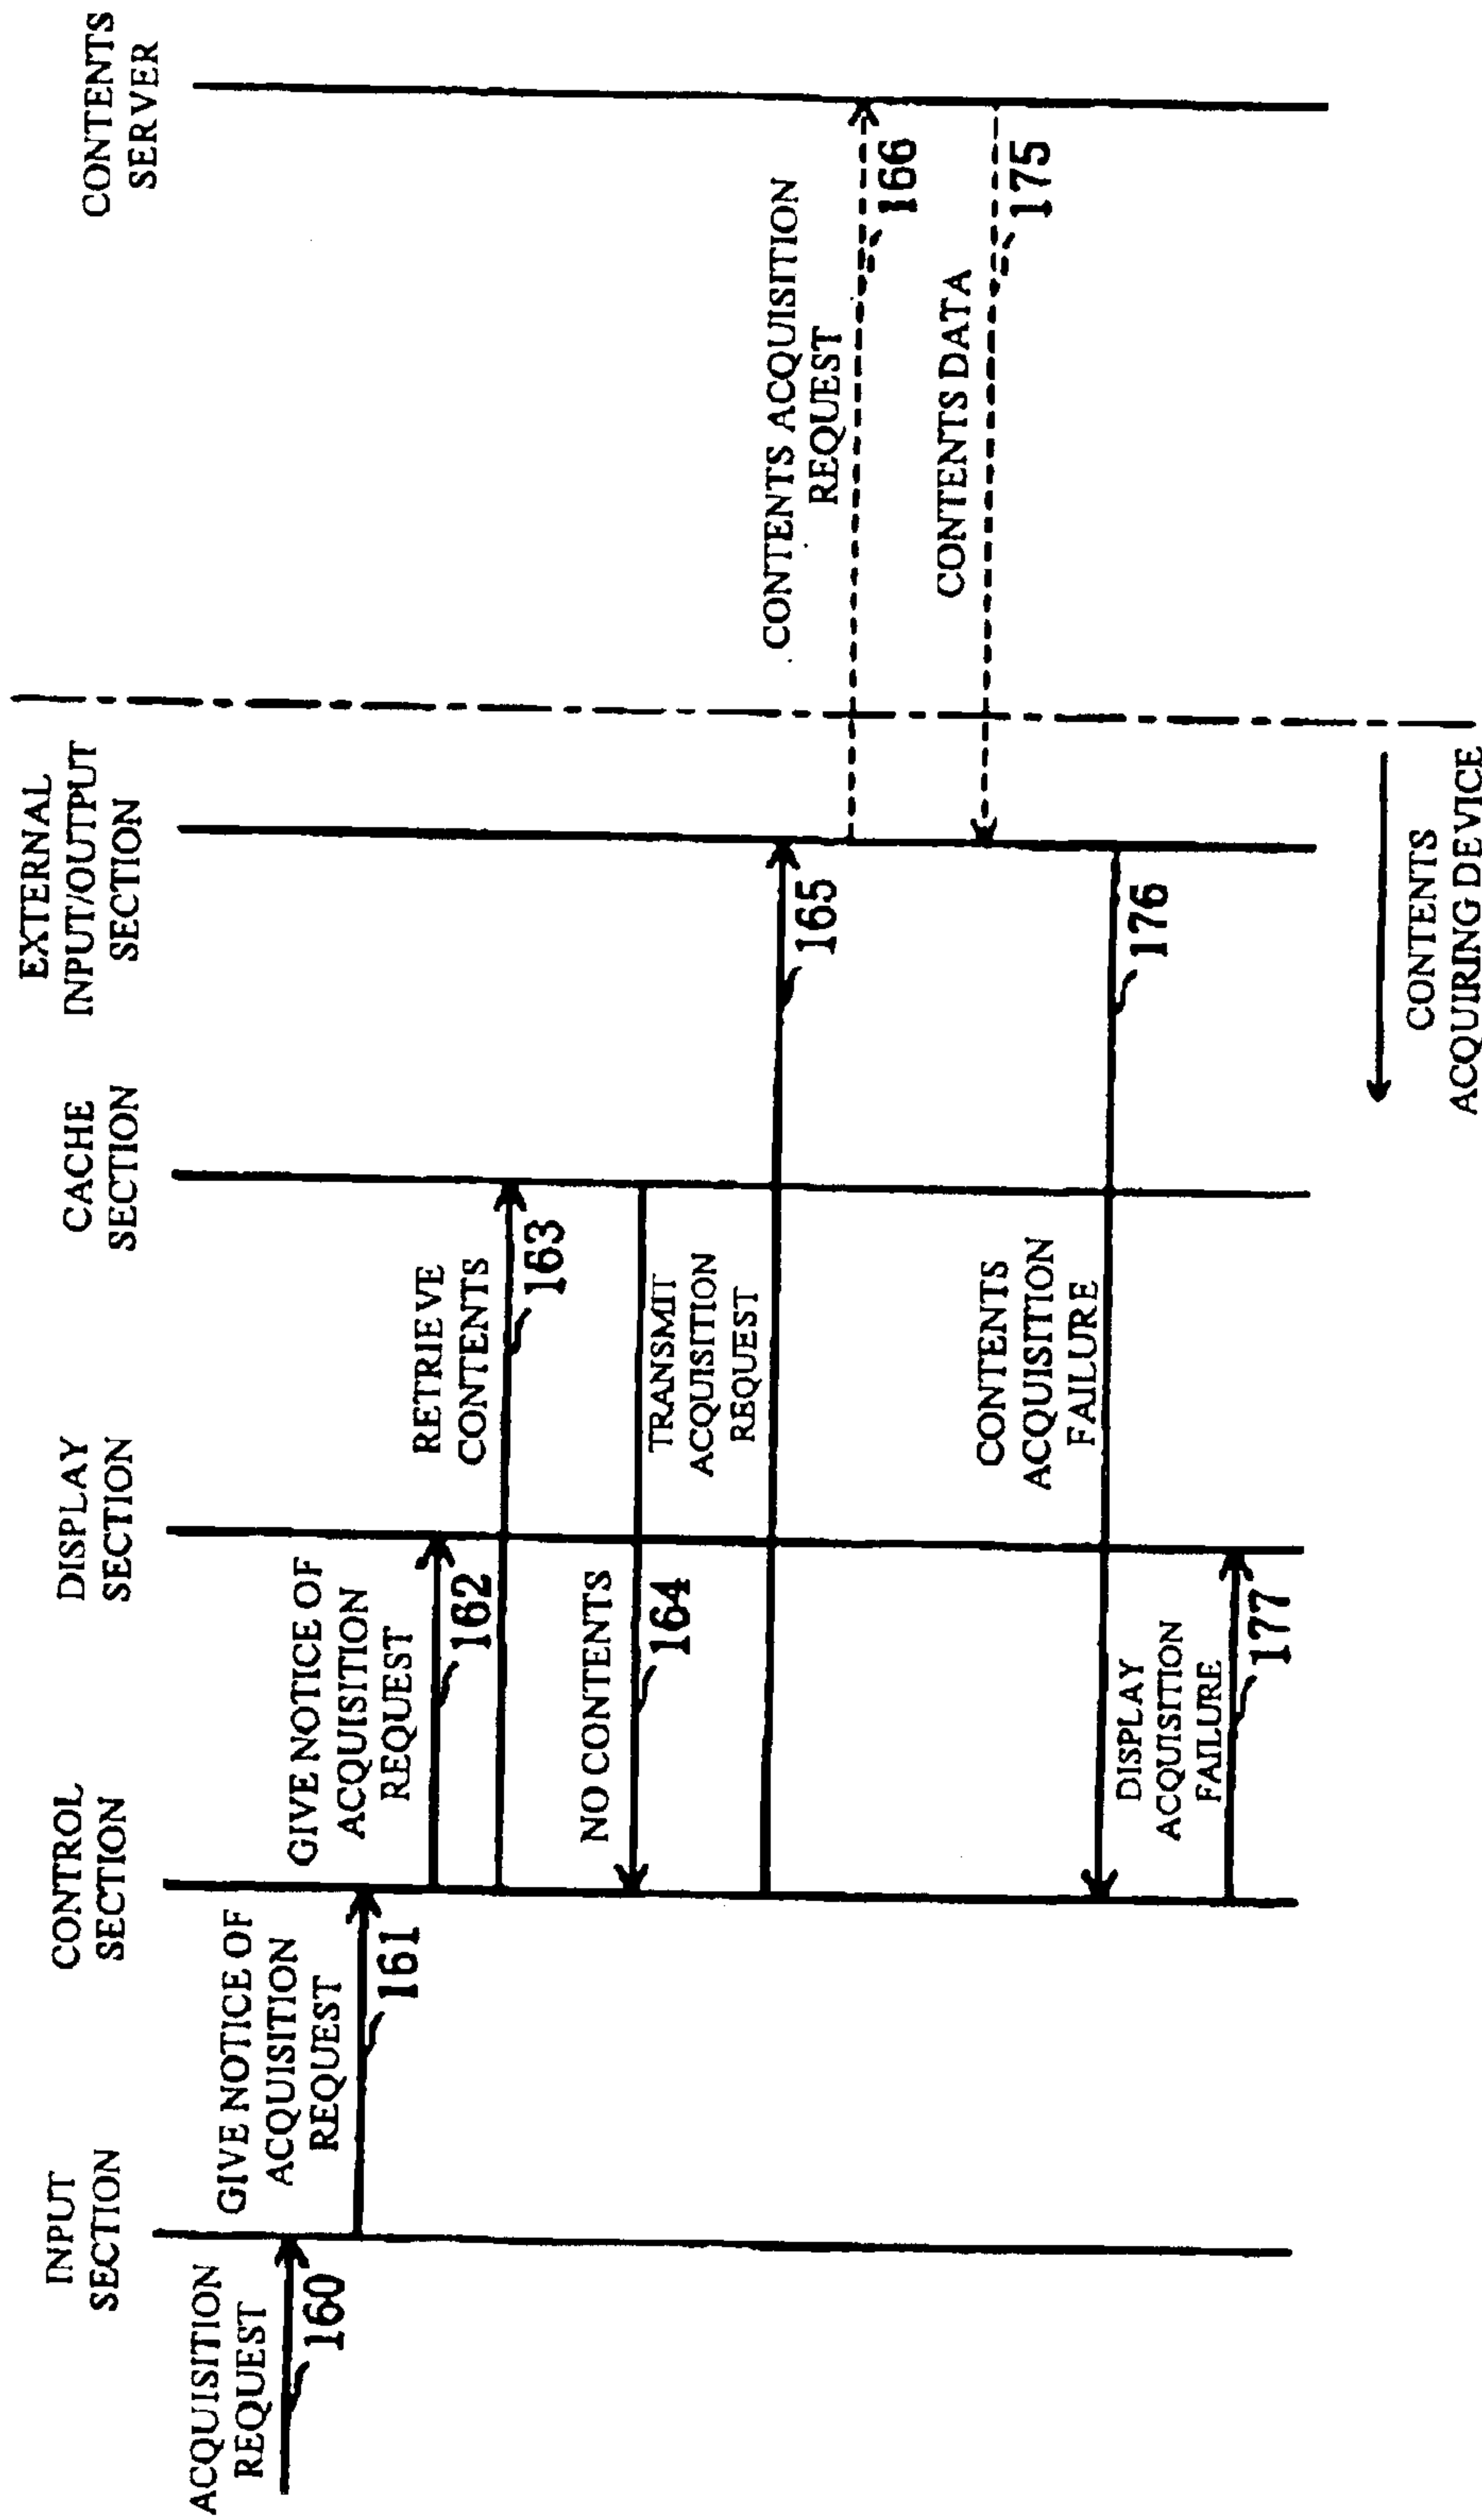 INPUT
SECTION
CONTROL
SECTION
DISPLAY
SECTION
CACHE
SECTION
EXTERNAL
INPUT/OUTPUT
SECTION
CONTENTS
SERVER
ACQUISITION
REQUEST
160
GIVE NOTICE OF
ACQUISITION
REQUEST
161
GIVE NOTICE OF
ACQUISITION
REQUEST
162
RETRIEVE
CONTENTS
163
NO CONTENTS
164
TRANSMIT
ACQUISITION
REQUEST
165
CONTENTS ACQUISITION
REQUEST
166
CONTENTS DATA
175
CONTENTS
ACQUISITION
FAILURE
176
DISPLAY
ACQUISITION
FAILURE
177
CONTENTS
ACQUIRING DEVICE